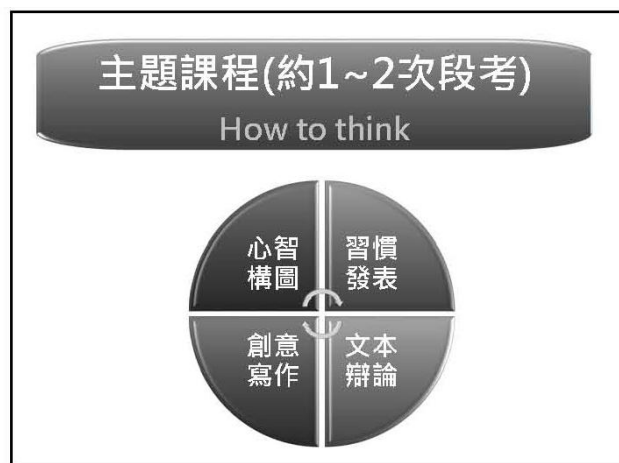 主題課程(約1~2次段考)
How to think
心智
構圖
習慣
發表
創意
寫作
文本
辯論